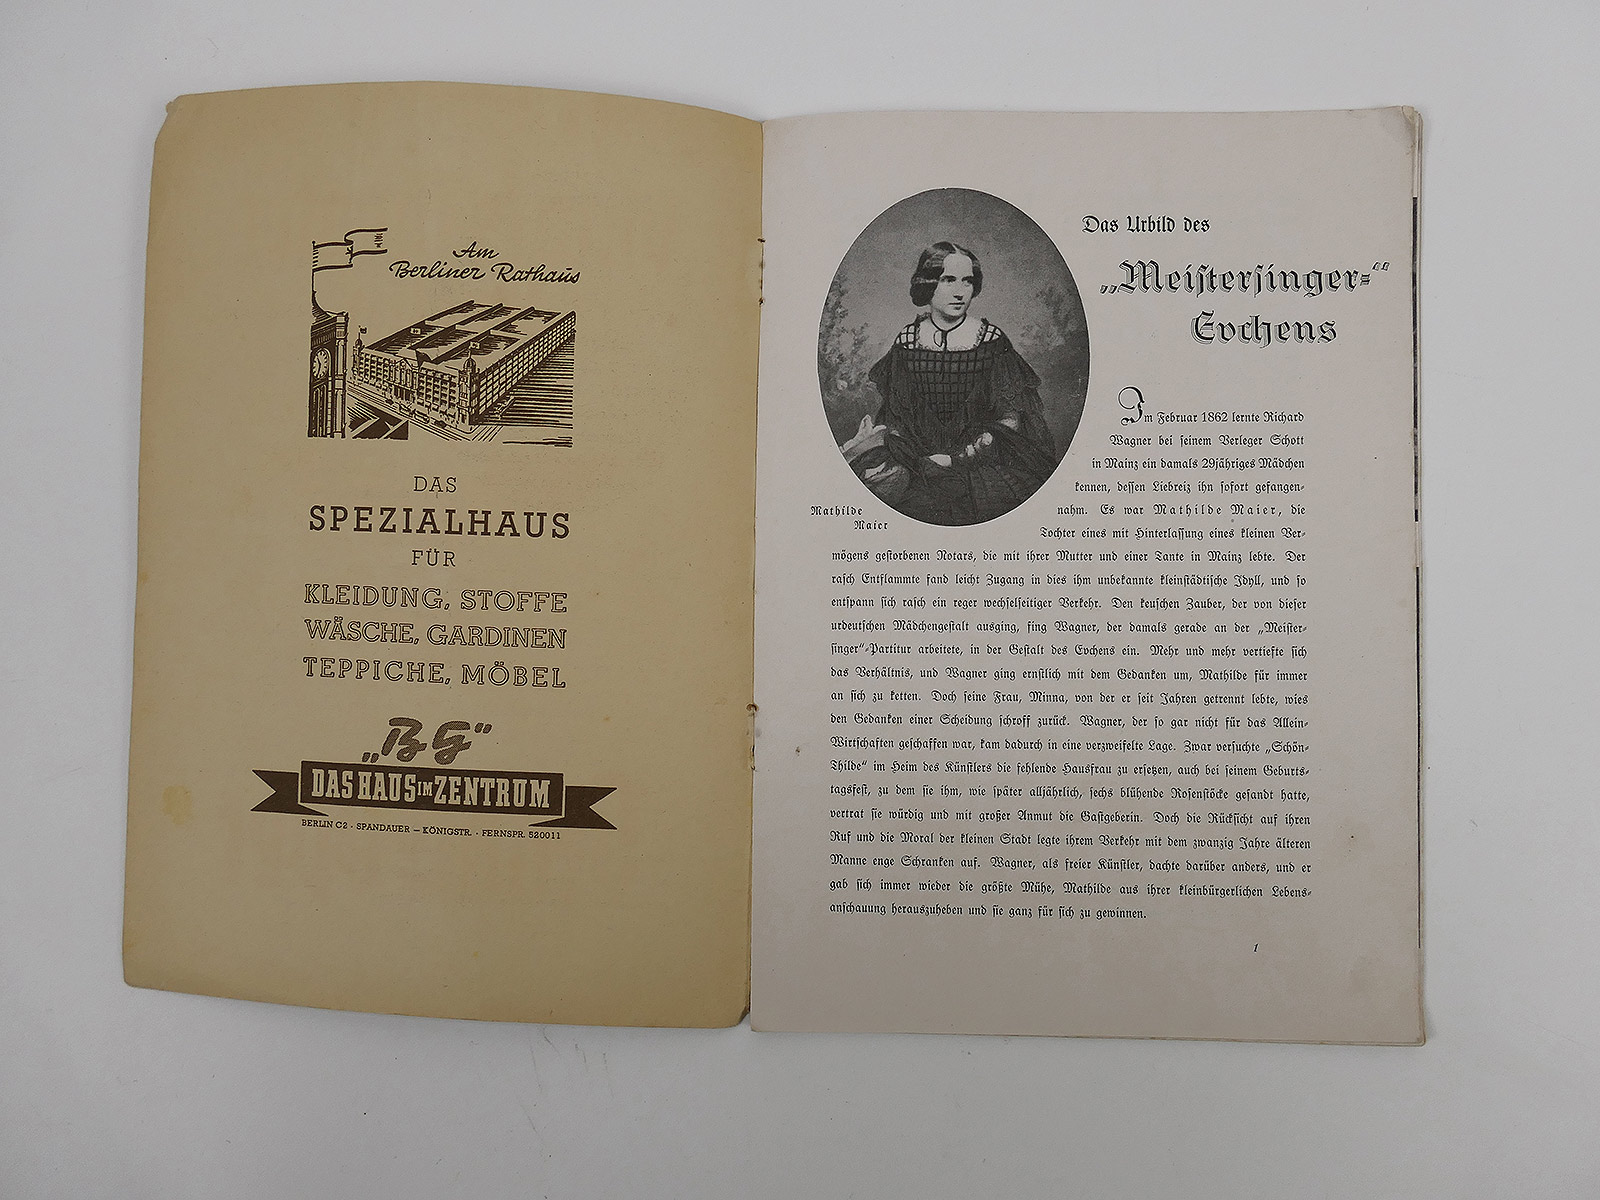 Am
Berliner Rathaus
DAS
SPEZIALHAUS
FÜR
KLEIDUNG, STOFFE
WÄSCHE, GARDINEN
TEPPICHE, MÖBEL
„BG“
DAS HAUS IM ZENTRUM
BERLIN C2 · SPANDAUER – KÖNIGSTR. · FERNSPR. 520011
Das Urbild des
„Meiſterſinger-“
Evchens
Mathilde
Maier
Im Februar 1862 lernte Richard
Wagner bei ſeinem Verleger Schott
in Mainz ein damals 29jähriges Mädchen
kennen, deſſen Liebreiz ihn ſofort gefangen-
nahm. Es war Mathilde Maier, die
Tochter eines mit Hinterlaſſung eines kleinen Ver-
mögens geſtorbenen Notars, die mit ihrer Mutter und einer Tante in Mainz lebte. Der
raſch Entflammte fand leicht Zugang in dies ihm unbekannte kleinſtädtiſche Idyll, und ſo
entſpann ſich raſch ein reger wechſelſeitiger Verkehr. Den keuſchen Zauber, der von dieſer
urdeutſchen Mädchengeſtalt ausging, fing Wagner, der damals gerade an der „Meiſter-
ſinger“-Partitur arbeitete, in der Geſtalt des Evchens ein. Mehr und mehr vertiefte ſich
das Verhältnis, und Wagner ging ernſtlich mit dem Gedanken um, Mathilde für immer
an ſich zu ketten. Doch ſeine Frau, Minna, von der er ſeit Jahren getrennt lebte, wies
den Gedanken einer Scheidung ſchroff zurück. Wagner, der ſo gar nicht für das Allein-
Wirtſchaften geſchaffen war, kam dadurch in eine verzweifelte Lage. Zwar verſuchte „Schön-
Thilde“ im Heim des Künſtlers die fehlende Hausfrau zu erſetzen, auch bei ſeinem Geburts-
tagsfeſt, zu dem ſie ihm, wie ſpäter alljährlich, ſechs blühende Roſenſtöcke geſandt hatte,
vertrat ſie würdig und mit großer Anmut die Gaſtgeberin. Doch die Rückſicht auf ihren
Ruf und die Moral der kleinen Stadt legte ihrem Verkehr mit dem zwanzig Jahre älteren
Manne enge Schranken auf. Wagner, als freier Künſtler, dachte darüber anders, und er
gab ſich immer wieder die größte Mühe, Mathilde aus ihrer kleinbürgerlichen Lebens-
anſchauung herauszuheben und ſie ganz für ſich zu gewinnen.
1